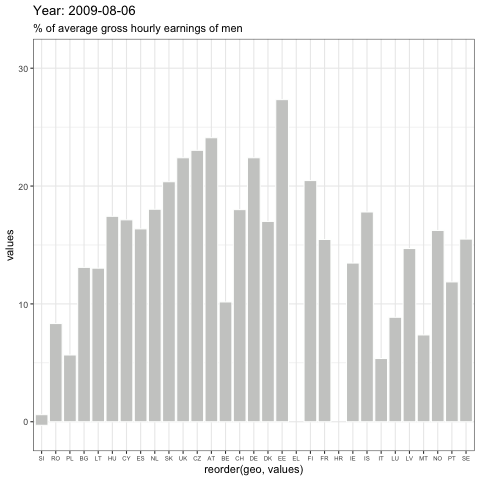 Year: 2009-08-06
% of average gross hourly earnings of men
values
30
20
10
0
SI RO PL BG LT HU CY ES NL SK UK CZ AT BE CH DE DK EE EL FI FR HR IE IS IT LU LV MT NO PT SE
reorder(geo, values)